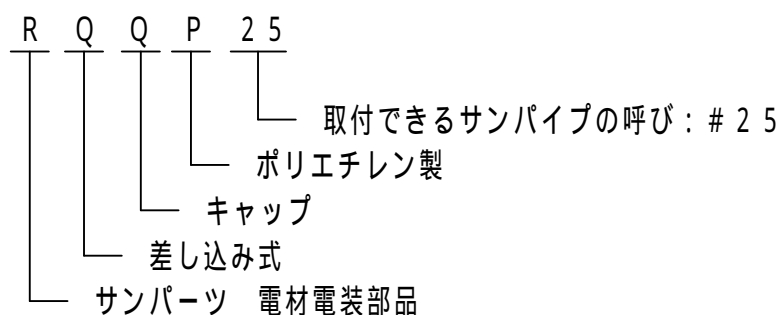 R Q Q P 25
取付できるサンパイプの呼び：＃２５
ポリエチレン製
キャップ
差し込み式
サンパーツ　電材電装部品